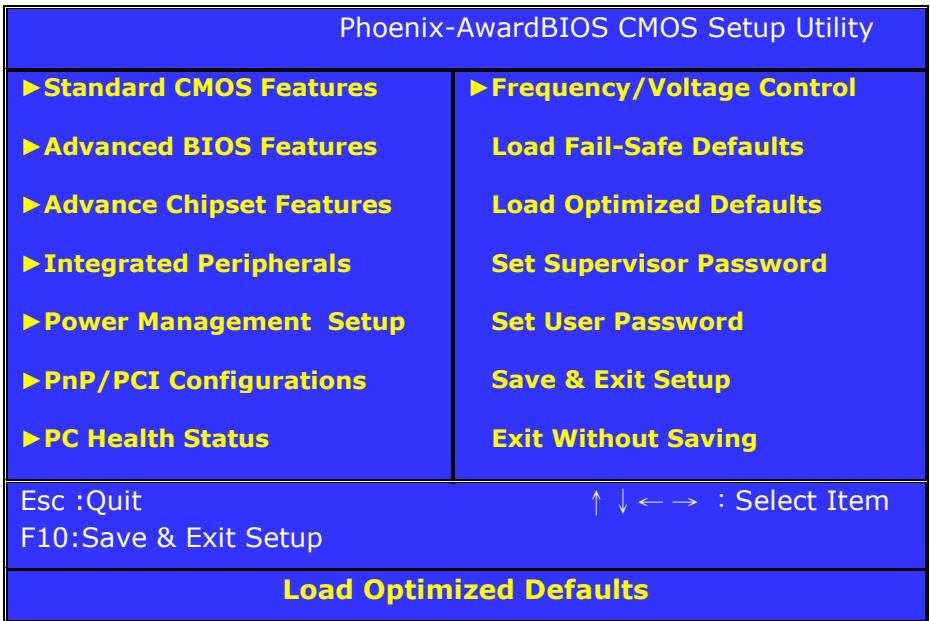 Phoenix-AwardBIOS CMOS Setup Utility
►Standard CMOS Features
►Advanced BIOS Features
►Advance Chipset Features
►Integrated Peripherals
►Power Management  Setup
►PnP/PCI Configurations
►PC Health Status
►Frequency/Voltage Control
Load Fail-Safe Defaults
Load Optimized Defaults
Set Supervisor Password
Set User Password
Save & Exit Setup
Exit Without Saving
Esc :Quit
↑ ↓ ← → : Select Item
F10:Save & Exit Setup
Load Optimized Defaults